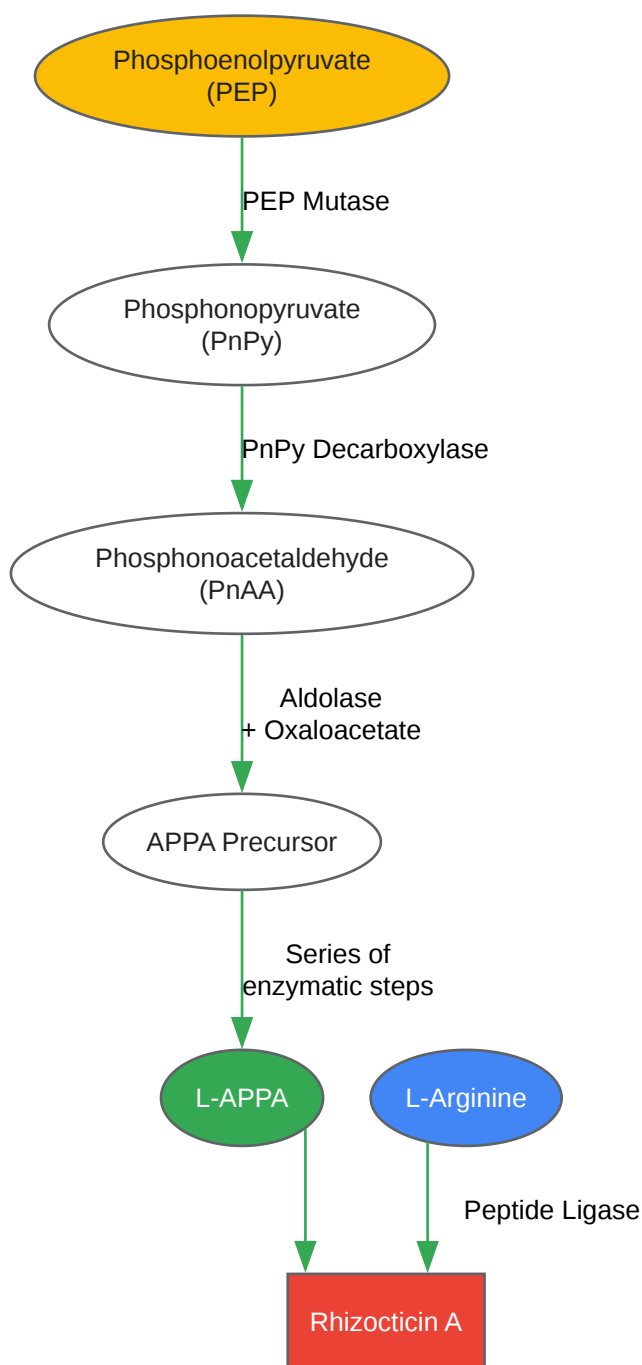 Phosphoenolpyruvate
(PEP)
PEP Mutase
Phosphonopyruvate
(PnPy)
PnPy Decarboxylase
Phosphonoacetaldehyde
(PnAA)
Aldolase
+ Oxaloacetate
APPA Precursor
Series of
enzymatic steps
L-APPA
L-Arginine
Peptide Ligase
Rhizocticin A